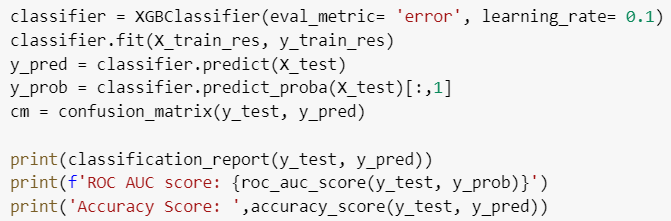 classifier = XGBClassifier(eval_metric= 'error', learning_rate= 0.1)
classifier.fit(X_train_res, y_train_res)
y_pred = classifier.predict(X_test)
y_prob = classifier.predict_proba(X_test)[:,1]
cm = confusion_matrix(y_test, y_pred)

print(classification_report(y_test, y_pred))
print(f'ROC AUC score: {roc_auc_score(y_test, y_prob)}')
print('Accuracy Score: ',accuracy_score(y_test, y_pred))